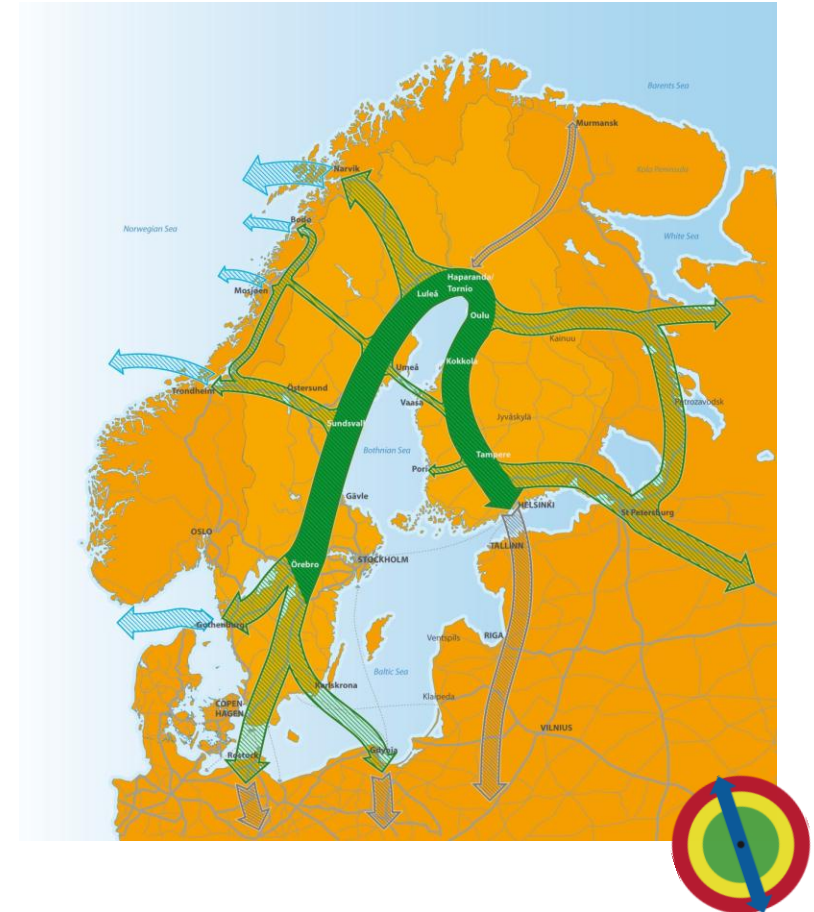 Barents Sea
Murmansk
Kola Peninsula
Narvik
Bodo
Norwegian Sea
White Sea
Haparanda/
Tornio
Mosjøen
Luleå
Oulu
Kainuu
Kokkola
Umeå
Trondheim
Östersund
Vaasa
Petrozavodsk
Jyväskylä
Sundsvall
Bothnian Sea
Tampere
Pori
Gävle
HELSINKI
St Petersburg
OSLO
TALLINN
STOCKHOLM
Örebro
Gothenburg
Ventspils
RIGA
Baltic Sea
Karlskrona
Klaipeda
COPEN-
HAGEN
VILNIUS
Rostock
Gdynia